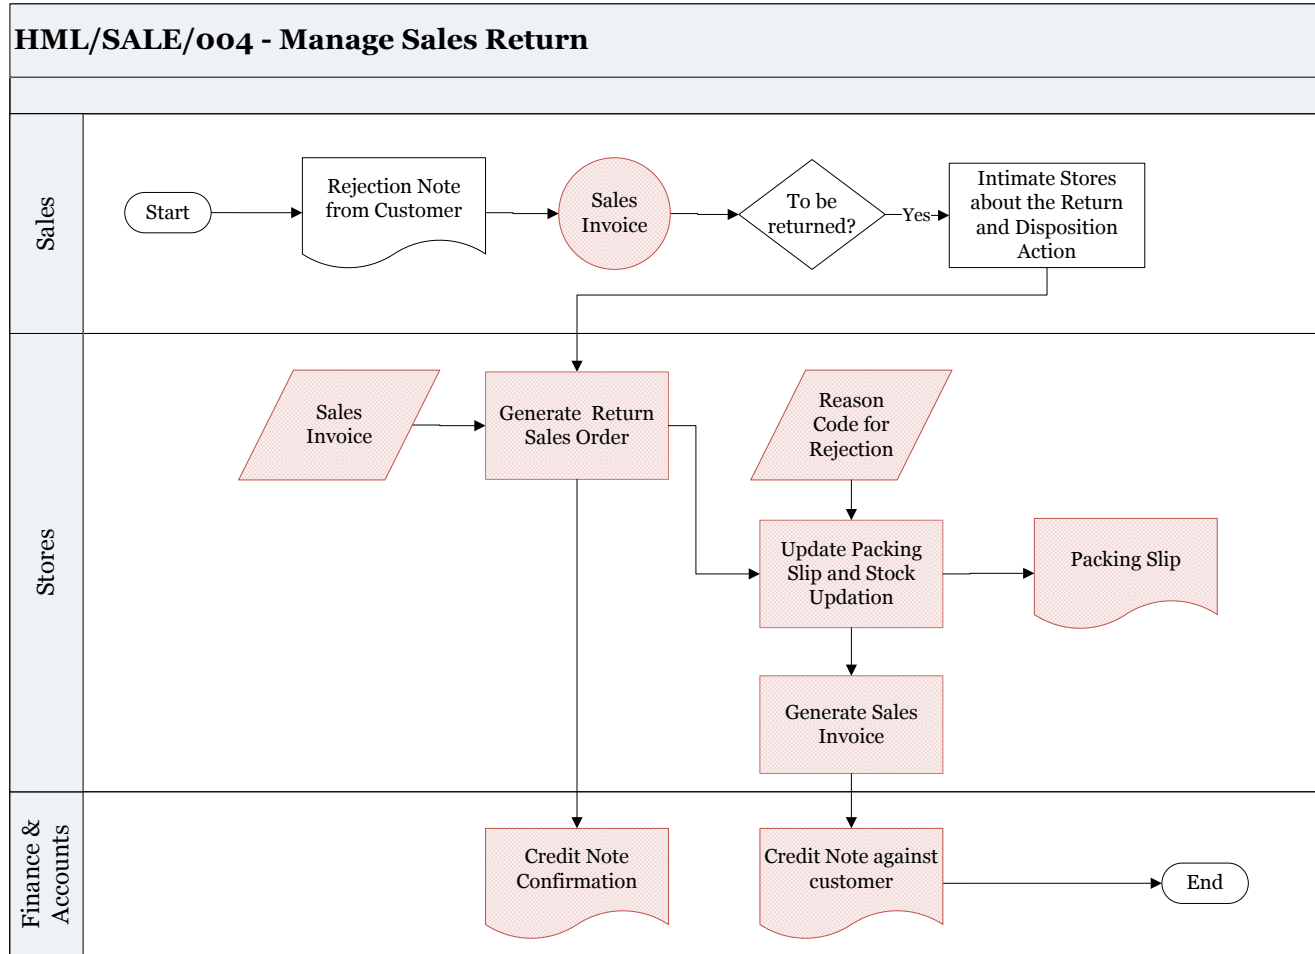 HML/SALE/004 - Manage Sales Return
Sales
Start
Rejection Note
from Customer
Sales
Invoice
To be
returned?
Yes
Intimate Stores
about the Return
and Disposition
Action
Stores
Sales
Invoice
Generate  Return
Sales Order
Reason
Code for
Rejection
Update Packing
Slip and Stock
Updation
Packing Slip
Generate Sales
Invoice
Finance &
Accounts
Credit Note
Confirmation
Credit Note against
customer
End